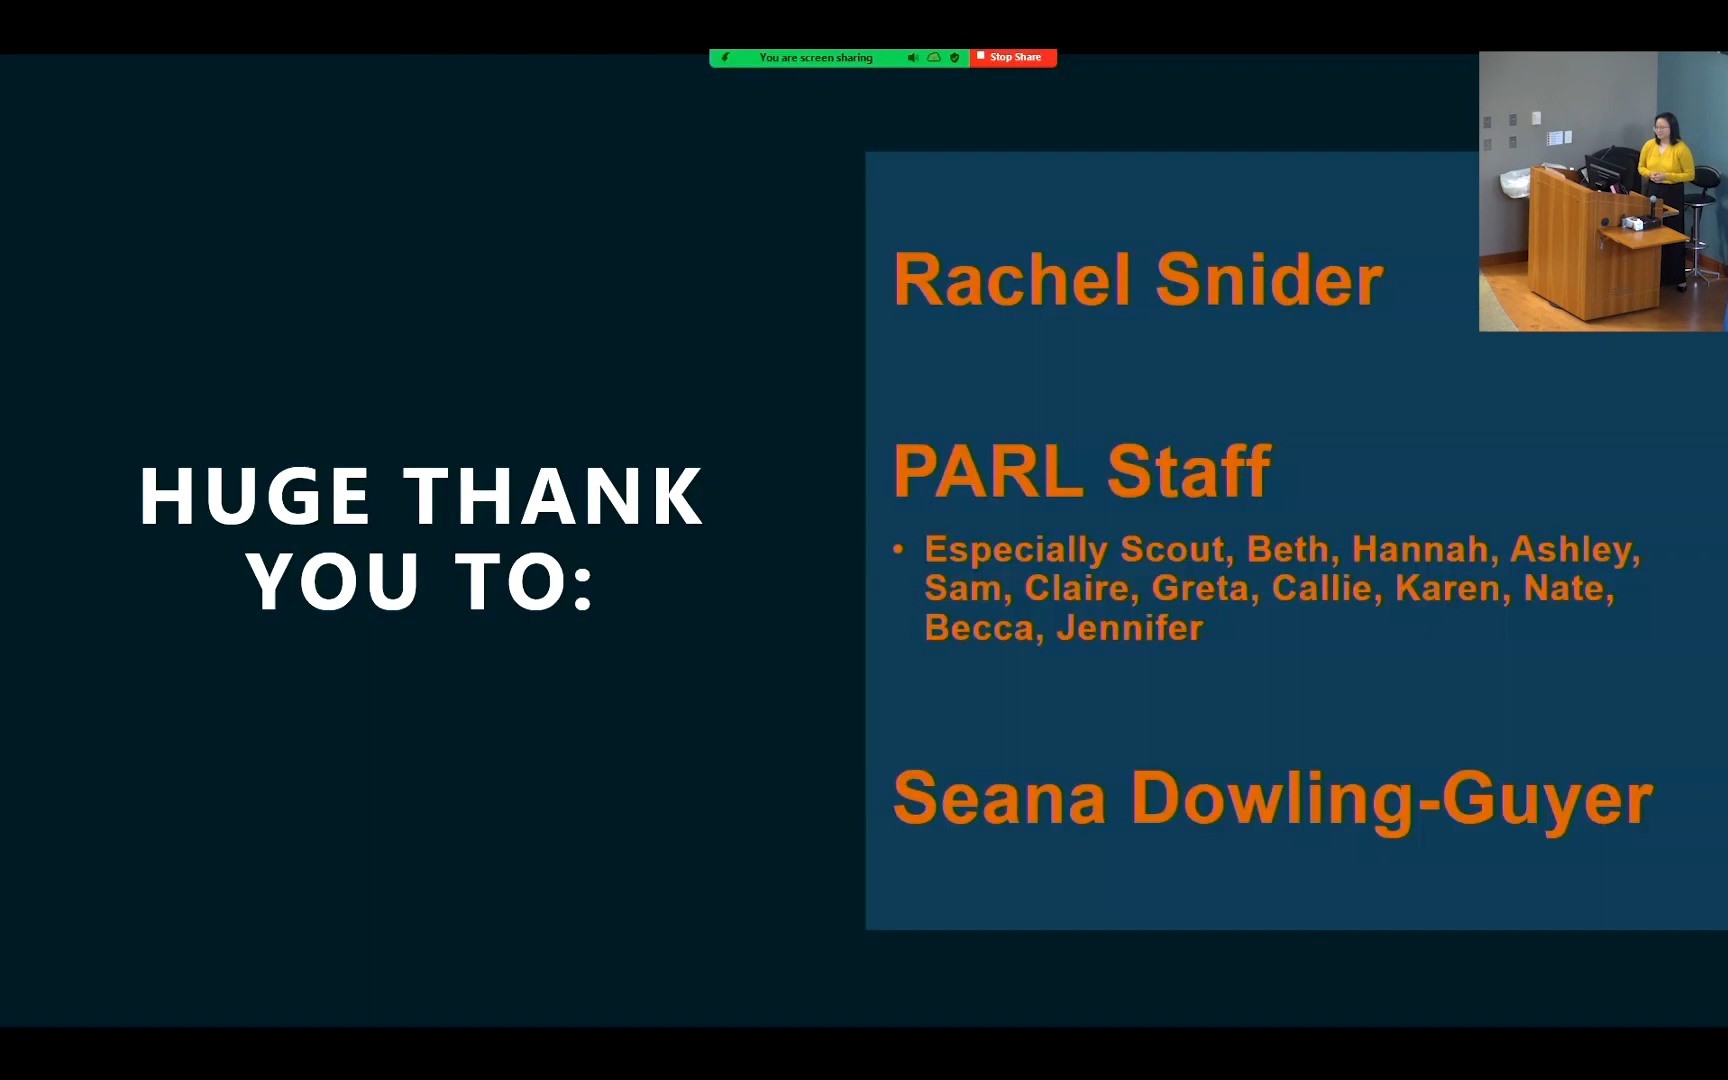 You are screen sharing
Stop Share
HUGE THANK
YOU TO:
Rachel Snider
PARL Staff
• Especially Scout, Beth, Hannah, Ashley,
Sam, Claire, Greta, Callie, Karen, Nate,
Becca, Jennifer
Seana Dowling-Guyer